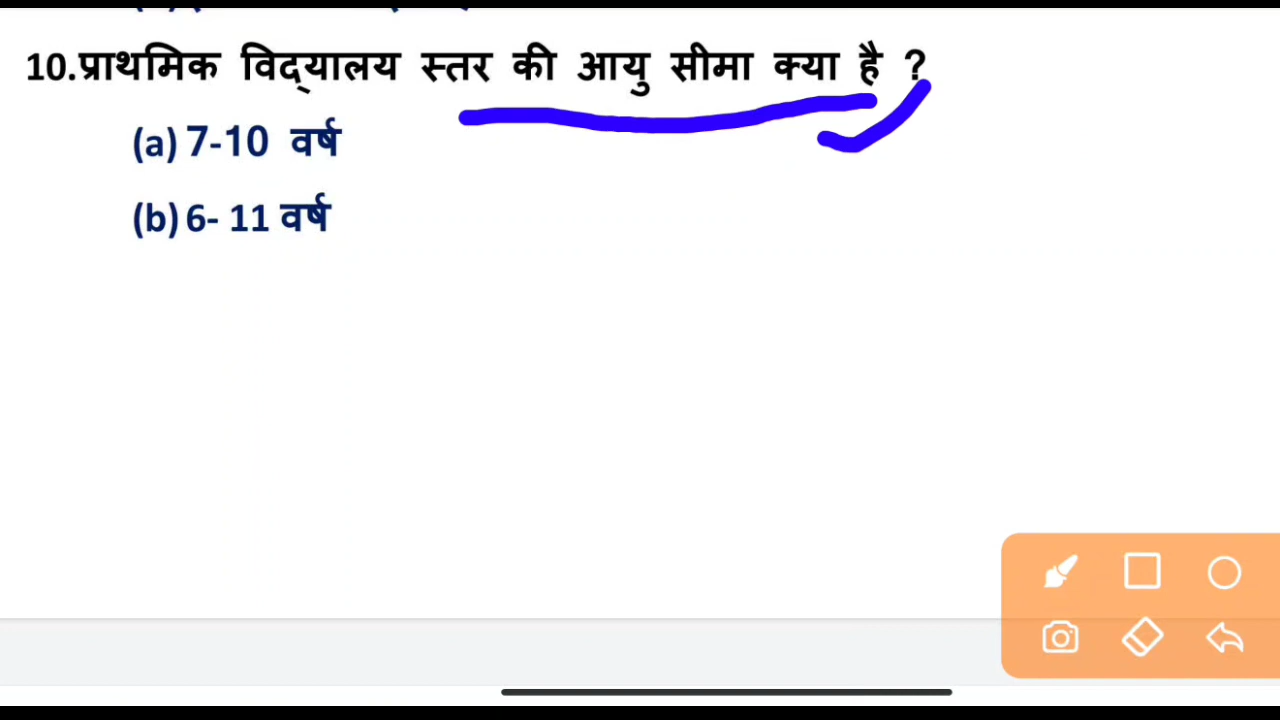 10.प्राथमिक विद्यालय स्तर की आयु सीमा क्या है ?
(a) 7-10 वर्ष
(b) 6- 11 वर्ष